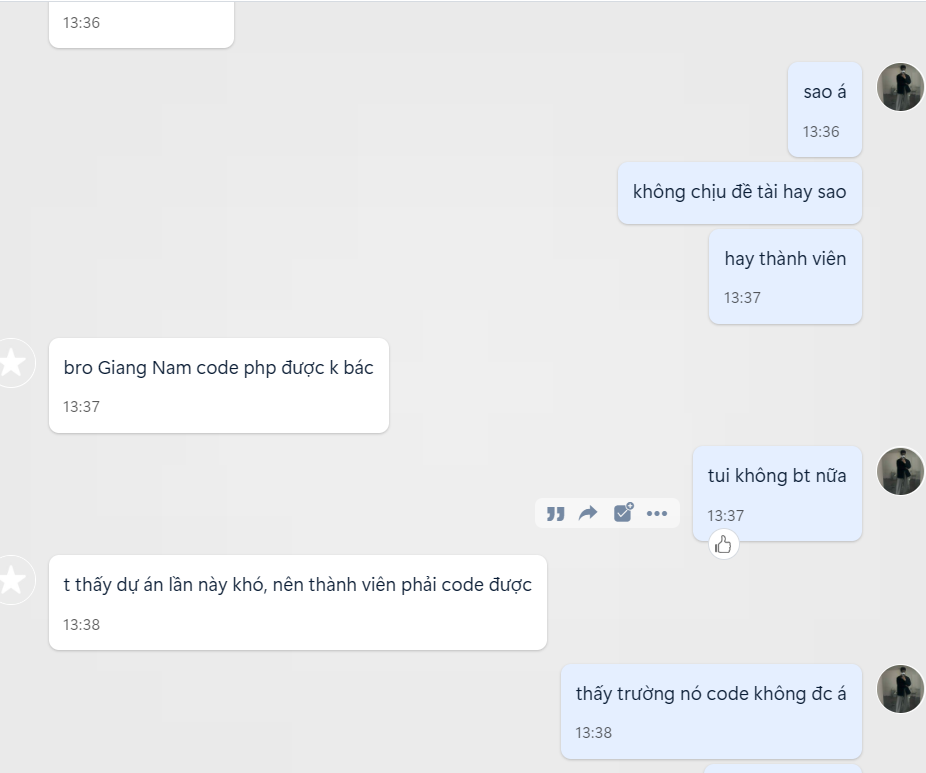 13:36
sao á
13:36
không chịu đề tài hay sao
hay thành viên
13:37
bro Giang Nam code php được k bác
13:37
tui không bt nữa
13:37
t thấy dự án lần này khó, nên thành viên phải code được
13:38
thấy trường nó code không đc á
13:38